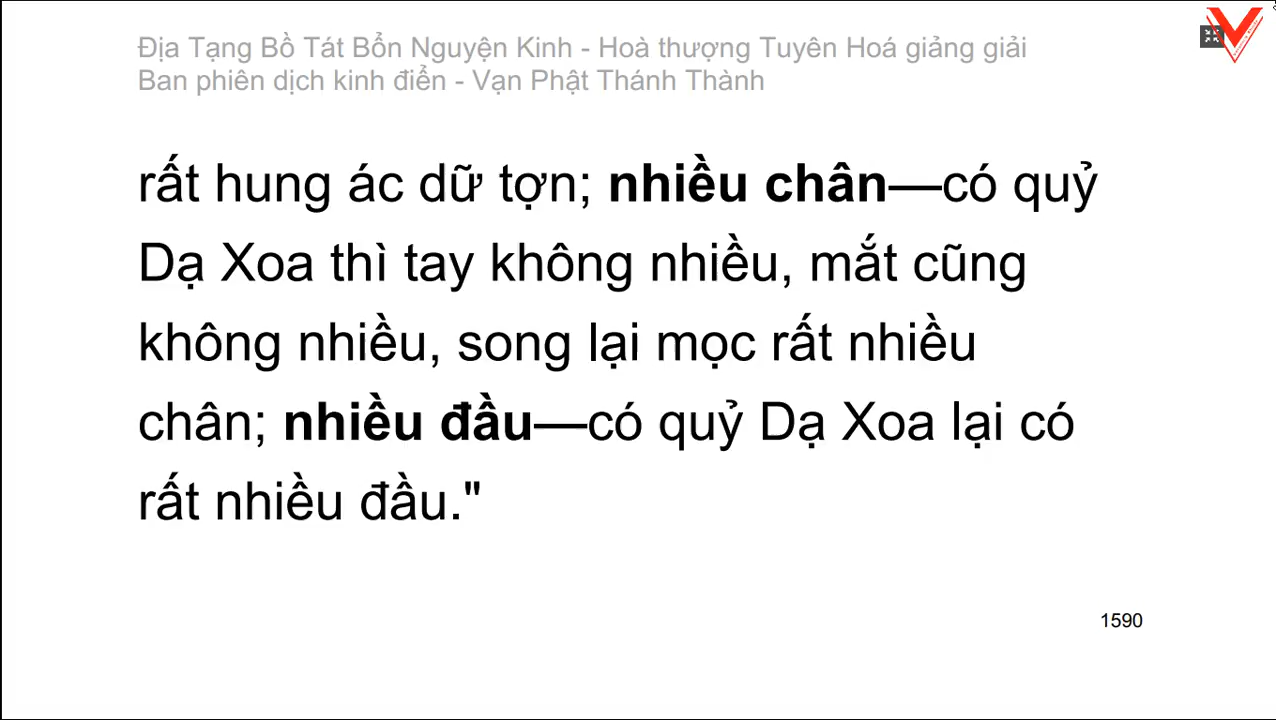 Địa Tạng Bồ Tát Bổn Nguyện Kinh - Hoà thượng Tuyên Hoá giảng giải
Ban phiên dịch kinh điển - Vạn Phật Thánh Thành
rất hung ác dữ tợn; nhiều chân—có quỷ
Dạ Xoa thì tay không nhiều, mắt cũng
không nhiều, song lại mọc rất nhiều
chân; nhiều đầu—có quỷ Dạ Xoa lại có
rất nhiều đầu."
1590